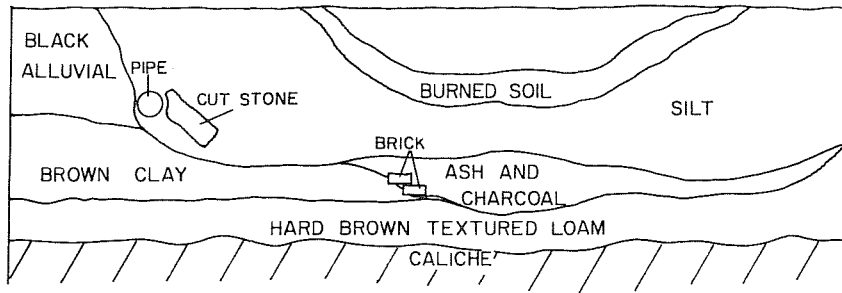 BLACK
ALLUVIAL
PIPE
CUT STONE
BURNED SOIL
SILT
BRICK
BROWN CLAY
ASH AND
CHARCOAL
HARD BROWN TEXTURED LOAM
CALICHE